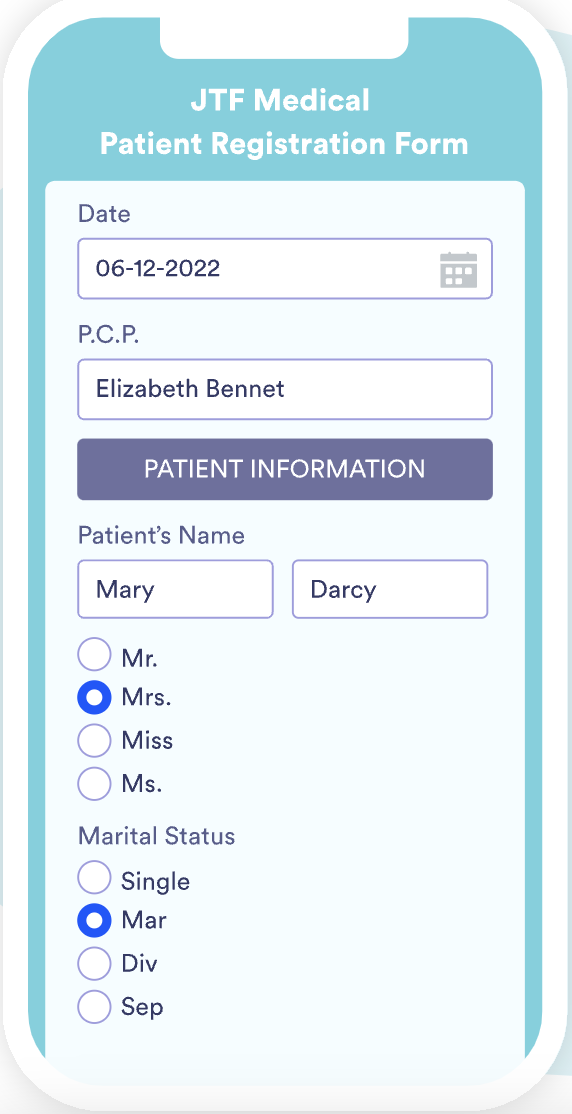 JTF Medical
Patient Registration Form
Date
06-12-2022
P.C.P.
Elizabeth Bennet
PATIENT INFORMATION
Patient’s Name
Mary Darcy
Mr.
Mrs.
Miss
Ms.
Marital Status
Single
Mar
Div
Sep